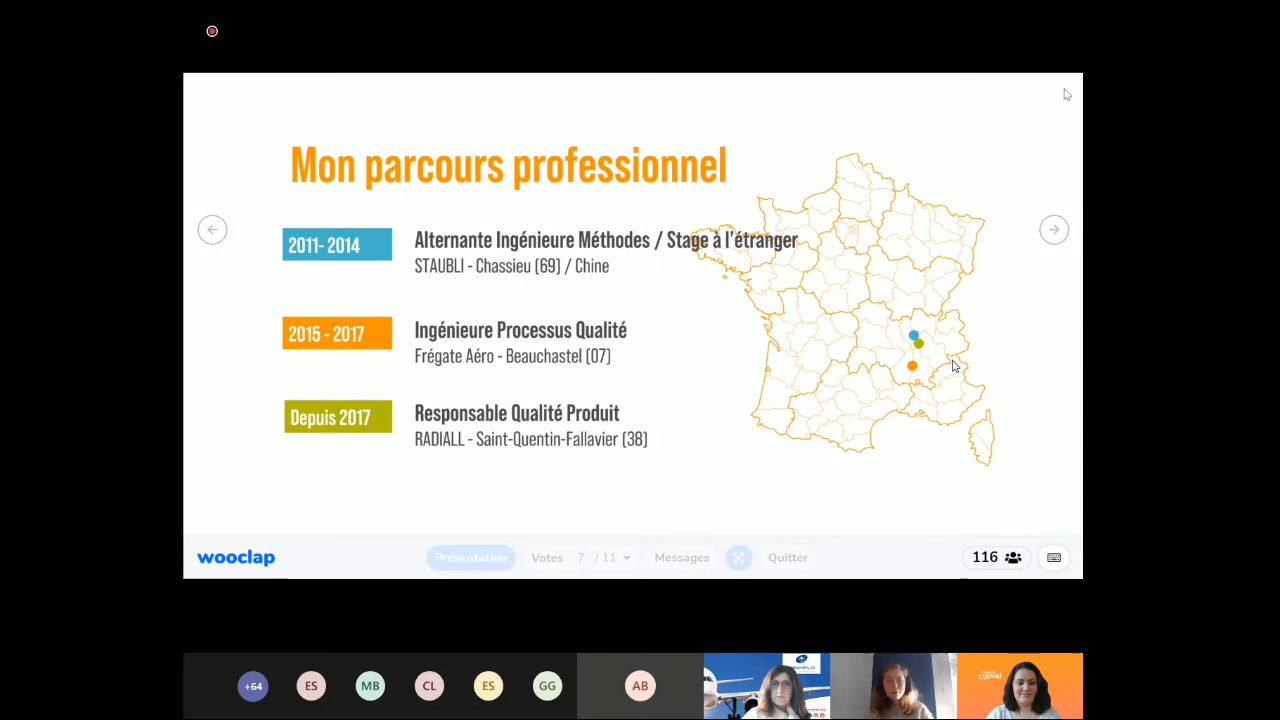 Mon parcours professionnel
2011- 2014
Alternante Ingénieure Méthodes / Stage à l'étranger
STAUBLI - Chassieu (69) / Chine
2015 - 2017
Ingénieure Processus Qualité
Frégate Aéro - Beauchastel (07)
Depuis 2017
Responsable Qualité Produit
RADIALL - Saint-Quentin-Fallavier (38)
wooclap
Présentation
Votes 7 / 11
Messages
Quitter
116
+64
ES
MB
CL
ES
GG
AB